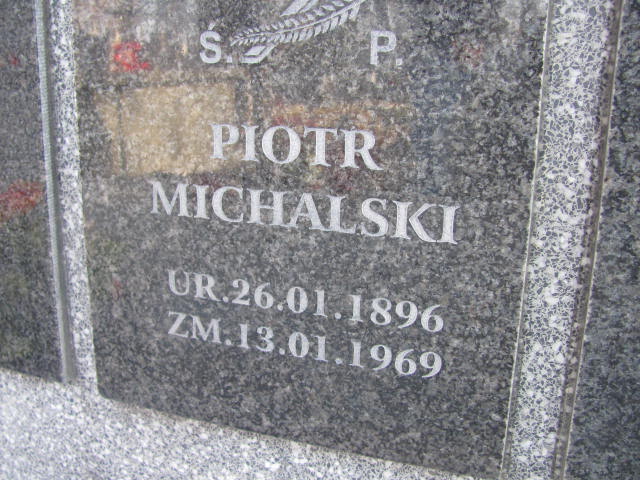 Ś. P.
PIOTR
MICHALSKI
UR.26.01.1896
ZM.13.01.1969